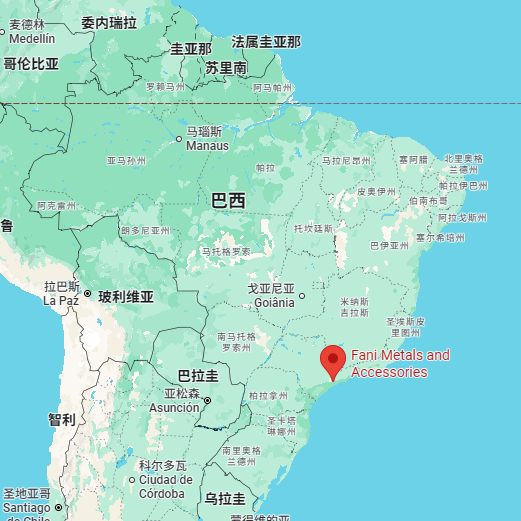 委内瑞拉
麦德林
Medellín
圭亚那
法属圭亚那
哥伦比亚
苏里南
罗赖马州
阿马帕州
马瑙斯
Manaus
亚马孙州
帕拉
马拉尼昂州
塞阿腊
北里奥格
兰德州
帕拉伊巴州
皮奥伊州
伯南布哥
阿拉戈斯州
阿克雷州
巴西
鲁
朗多尼亚州
托坎廷斯
塞尔希培州
马托格罗索
巴伊亚州
拉巴斯
La Paz
玻利维亚
戈亚尼亚
Goiânia
米纳斯
吉拉斯
圣埃斯皮
里图州
南马托格
罗索州
Fani Metals and
Accessories
巴拉圭
亚松森
Asunción
柏拉拿州
智利
圣卡塔
琳娜州
南里奥格
兰德州
科尔多瓦
Ciudad de
Córdoba
圣地亚哥
Santiago
de Chile
乌拉圭
蒙得维的亚